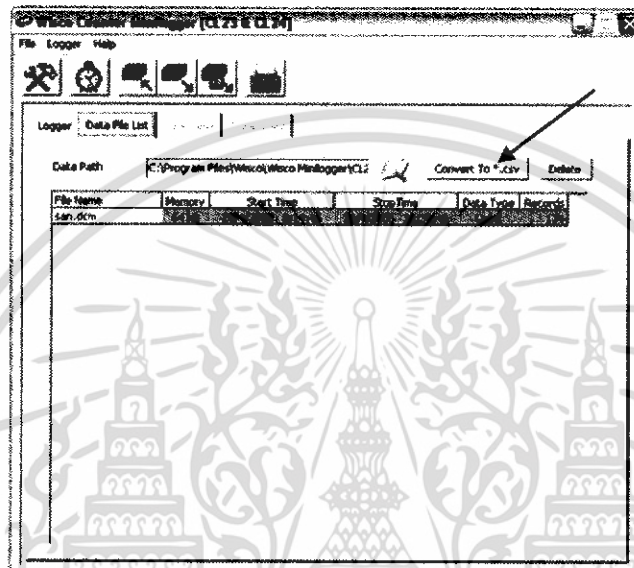 Wisco Counter Minilogger [CL23 & CL24]
File Logger Help
Logger Data File List
Data Path C:\Program Files\Wisco\Wisco Minilogger\CL2 Convert To *.csv Delete
File Name Memory Start Time Stop Time Data Type Records
san.dcm